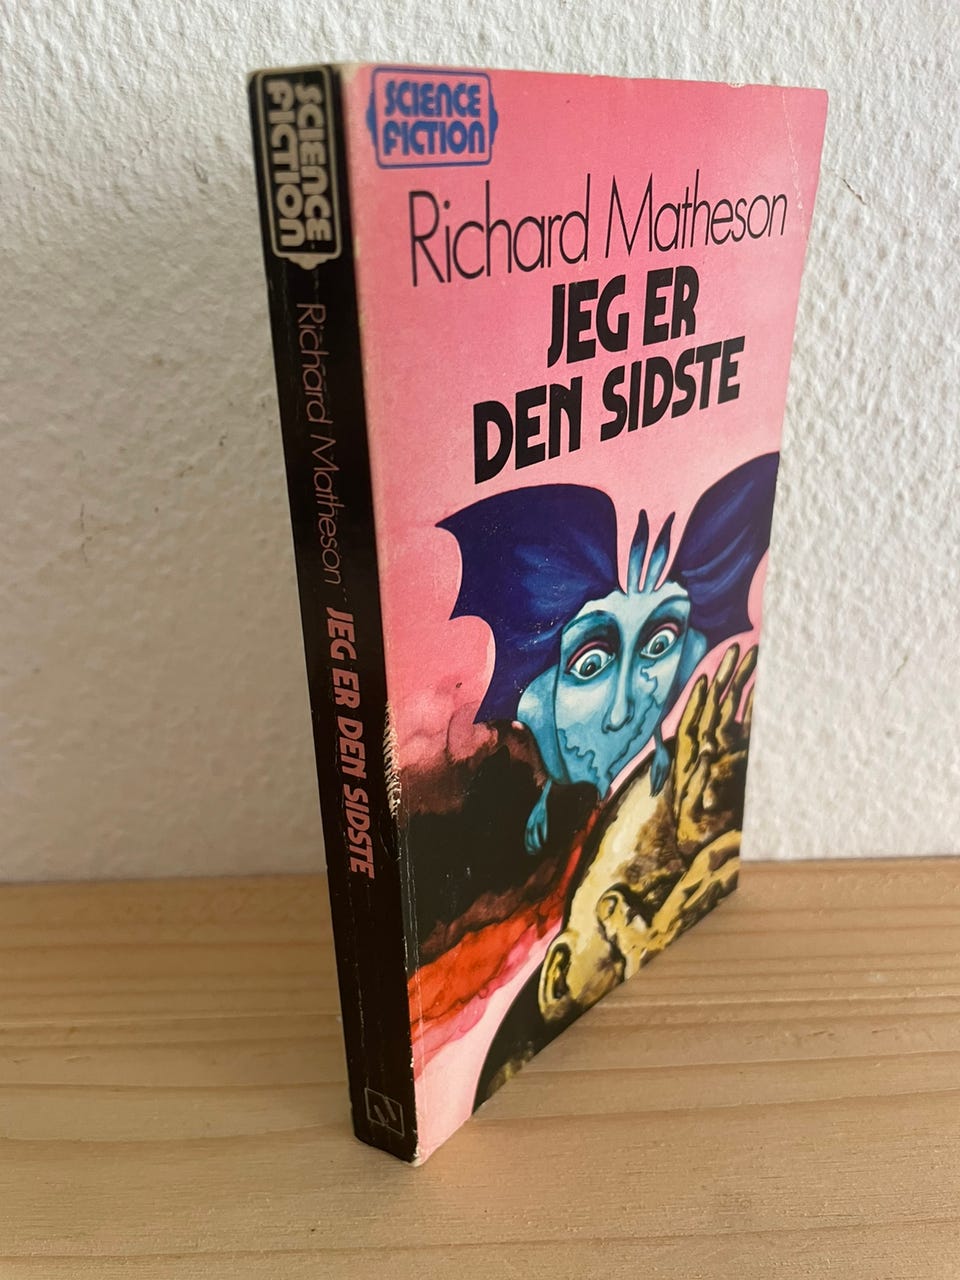 SCIENCE
FICTION
Richard Matheson
JEG ER
DEN SIDSTE
SCIENCE
FICTION
Richard Matheson JEG ER DEN SIDSTE